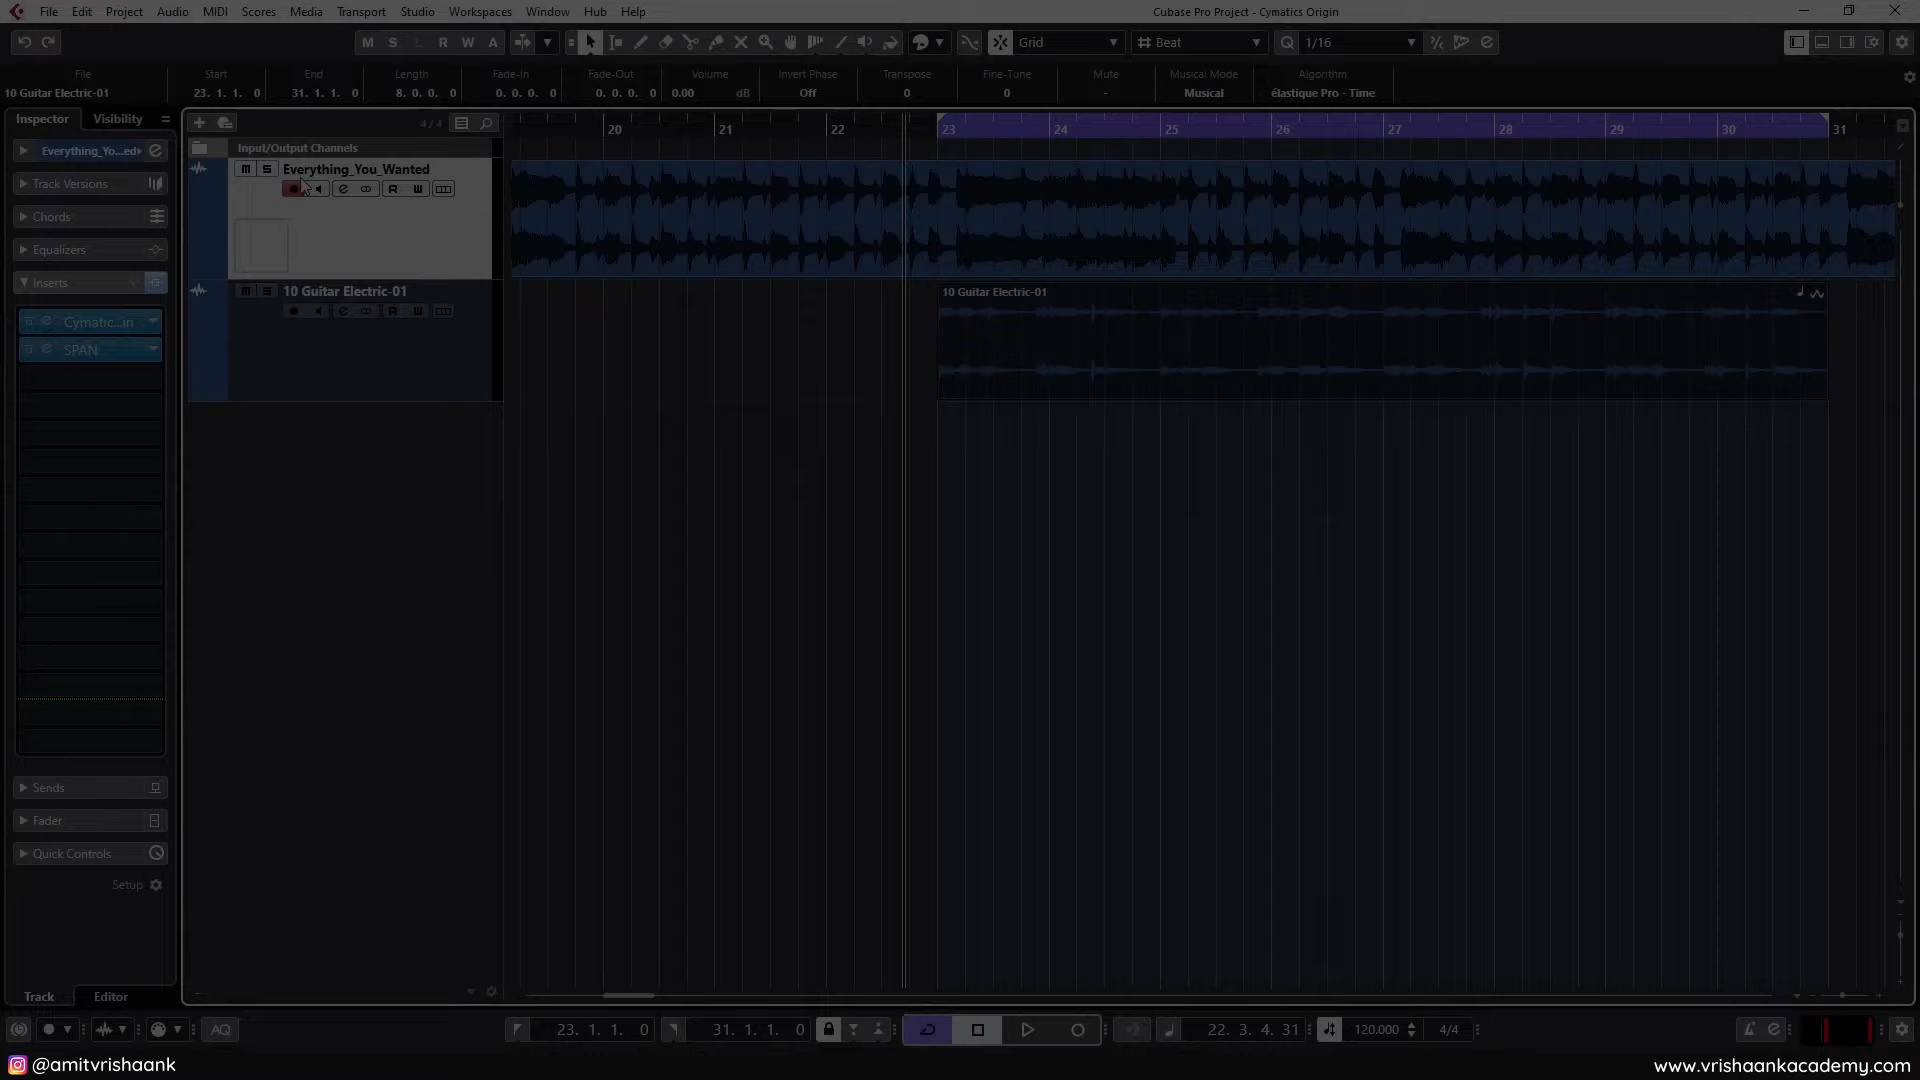 File Edit Project Audio MIDI Scores Media Transport Studio Workspaces Window Hub Help
Cubase Pro Project - Cymatics Origin
M S L R W A
Grid
Beat
Q 1/16
File Start End Length Fade-In Fade-Out Volume Invert Phase Transpose Fine-Tune Mute Musical Mode Algorithm
10 Guitar Electric-01 23. 1. 1. 0 31. 1. 1. 0 8. 0. 0. 0 0. 0. 0. 0 0. 0. 0. 0 0.00 dB Off 0 0 - Musical élastique Pro - Time
Inspector Visibility
4 / 4
20 21 22 23 24 25 26 27 28 29 30 31
Everything_Yo...ed
Input/Output Channels
m S Everything_You_Wanted
R W
Track Versions
Chords
Equalizers
Inserts
m S 10 Guitar Electric-01
R W
10 Guitar Electric-01
Cymatic...in
SPAN
Sends
Fader
Quick Controls
Setup
Track Editor
AQ
23. 1. 1. 0
31. 1. 1. 0
22. 3. 4. 31
120.000
4/4
@amitvrishaank
www.vrishaankacademy.com